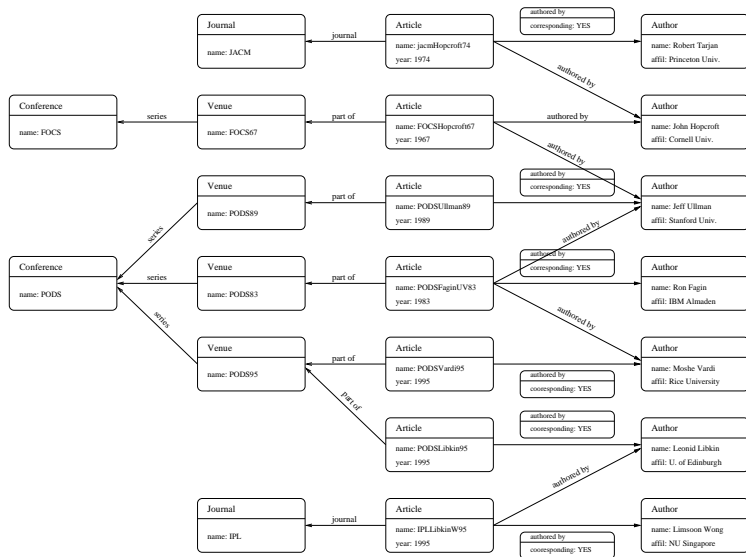 Journal
name: JACM
journal
Article
name: jacmHopcroft74
year: 1974
authored by
corresponding: YES
Author
name: Robert Tarjan
affil: Princeton Univ.
authored by
Conference
name: FOCS
series
Venue
name: FOCS67
part of
Article
name: FOCSHopcroft67
year: 1967
authored by
Author
name: John Hopcroft
affil: Cornell Univ.
authored by
Venue
name: PODS89
part of
Article
name: PODSUllman89
year: 1989
authored by
corresponding: YES
Author
name: Jeff Ullman
affil: Stanford Univ.
series
authored by
Conference
name: PODS
series
Venue
name: PODS83
part of
Article
name: PODSFaginUV83
year: 1983
authored by
corresponding: YES
Author
name: Ron Fagin
affil: IBM Almaden
series
authored by
Venue
name: PODS95
part of
Article
name: PODSVardi95
year: 1995
authored by
cooresponding: YES
Author
name: Moshe Vardi
affil: Rice University
part of
Article
name: PODSLibkin95
year: 1995
authored by
cooresponding: YES
Author
name: Leonid Libkin
affil: U. of Edinburgh
authored by
Journal
name: IPL
journal
Article
name: IPLLibkinW95
year: 1995
authored by
cooresponding: YES
Author
name: Limsoon Wong
affil: NU Singapore